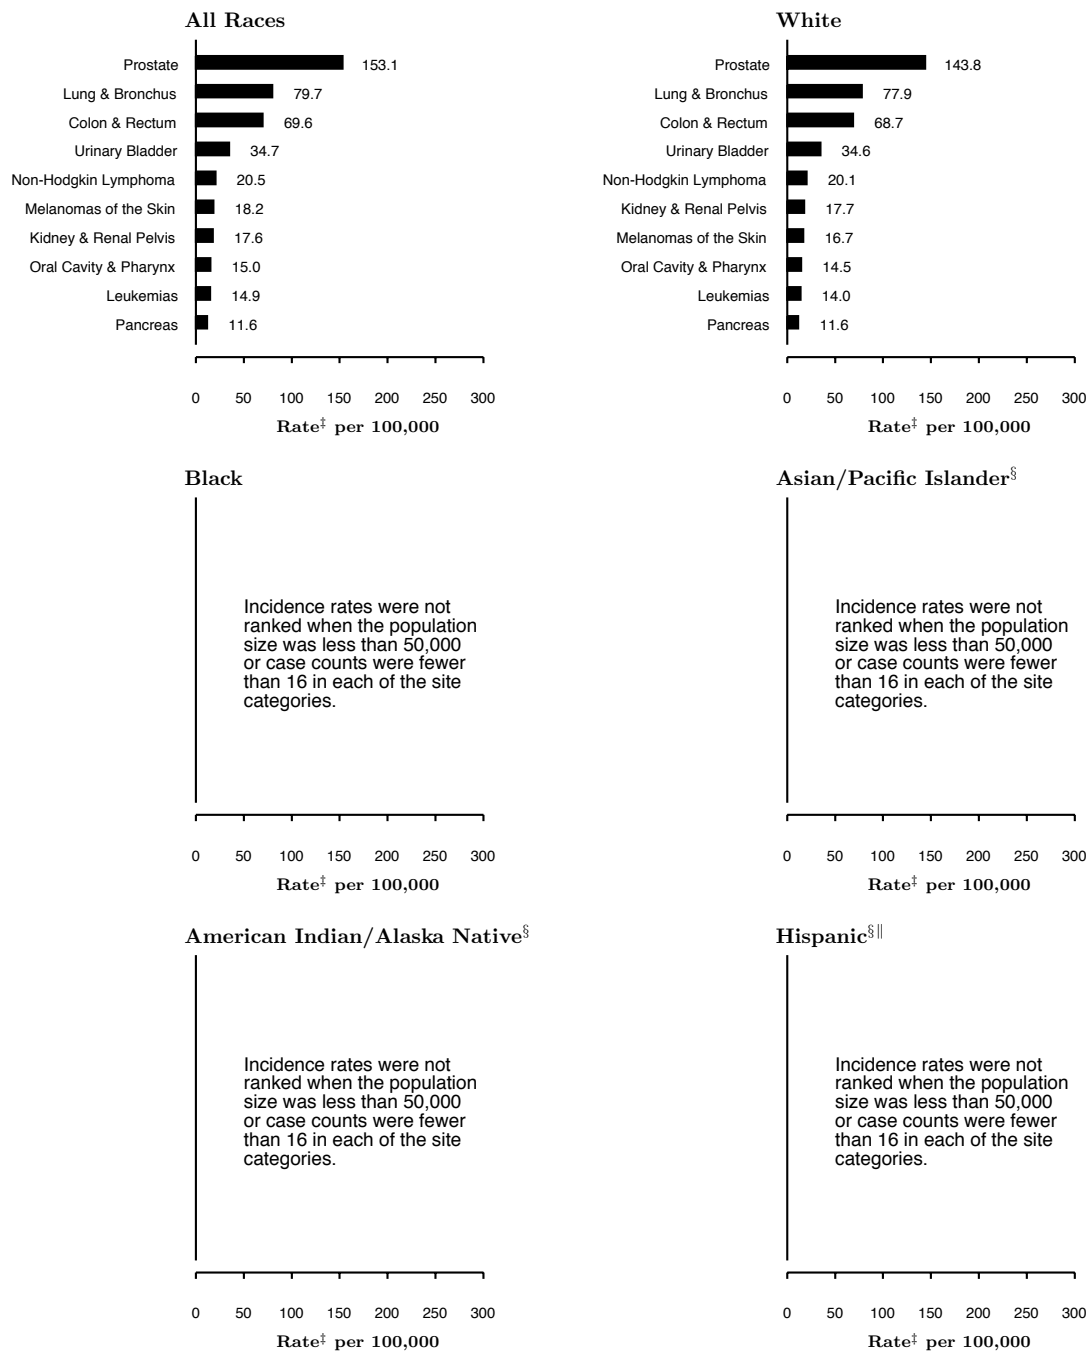 All Races
Prostate 153.1
Lung & Bronchus 79.7
Colon & Rectum 69.6
Urinary Bladder 34.7
Non-Hodgkin Lymphoma 20.5
Melanomas of the Skin 18.2
Kidney & Renal Pelvis 17.6
Oral Cavity & Pharynx 15.0
Leukemias 14.9
Pancreas 11.6
0 50 100 150 200 250 300
Rate‡ per 100,000
White
Prostate 143.8
Lung & Bronchus 77.9
Colon & Rectum 68.7
Urinary Bladder 34.6
Non-Hodgkin Lymphoma 20.1
Kidney & Renal Pelvis 17.7
Melanomas of the Skin 16.7
Oral Cavity & Pharynx 14.5
Leukemias 14.0
Pancreas 11.6
0 50 100 150 200 250 300
Rate‡ per 100,000
Black
Incidence rates were not
ranked when the population
size was less than 50,000
or case counts were fewer
than 16 in each of the site
categories.
0 50 100 150 200 250 300
Rate‡ per 100,000
Asian/Pacific Islander§
Incidence rates were not
ranked when the population
size was less than 50,000
or case counts were fewer
than 16 in each of the site
categories.
0 50 100 150 200 250 300
Rate‡ per 100,000
American Indian/Alaska Native§
Incidence rates were not
ranked when the population
size was less than 50,000
or case counts were fewer
than 16 in each of the site
categories.
0 50 100 150 200 250 300
Rate‡ per 100,000
Hispanic§‖
Incidence rates were not
ranked when the population
size was less than 50,000
or case counts were fewer
than 16 in each of the site
categories.
0 50 100 150 200 250 300
Rate‡ per 100,000